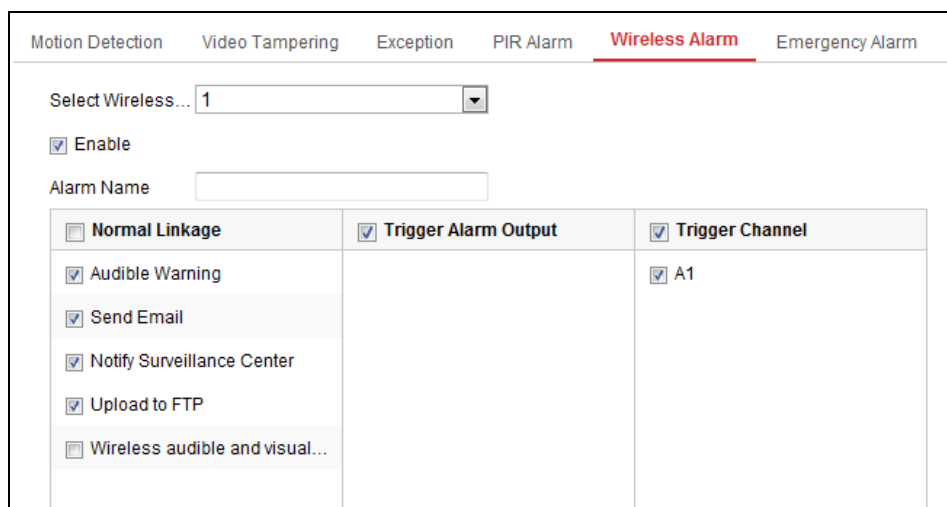 Motion Detection Video Tampering Exception PIR Alarm Wireless Alarm Emergency Alarm
Select Wireless... 1
Enable
Alarm Name
Normal Linkage Trigger Alarm Output Trigger Channel
Audible Warning A1
Send Email
Notify Surveillance Center
Upload to FTP
Wireless audible and visual...